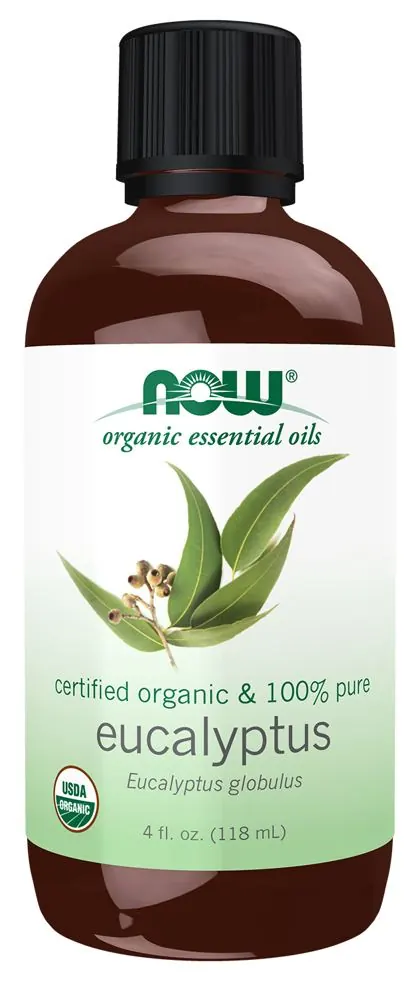 NOW®
organic essential oils
certified organic & 100% pure
eucalyptus
Eucalyptus globulus
USDA
ORGANIC
4 fl. oz. (118 mL)